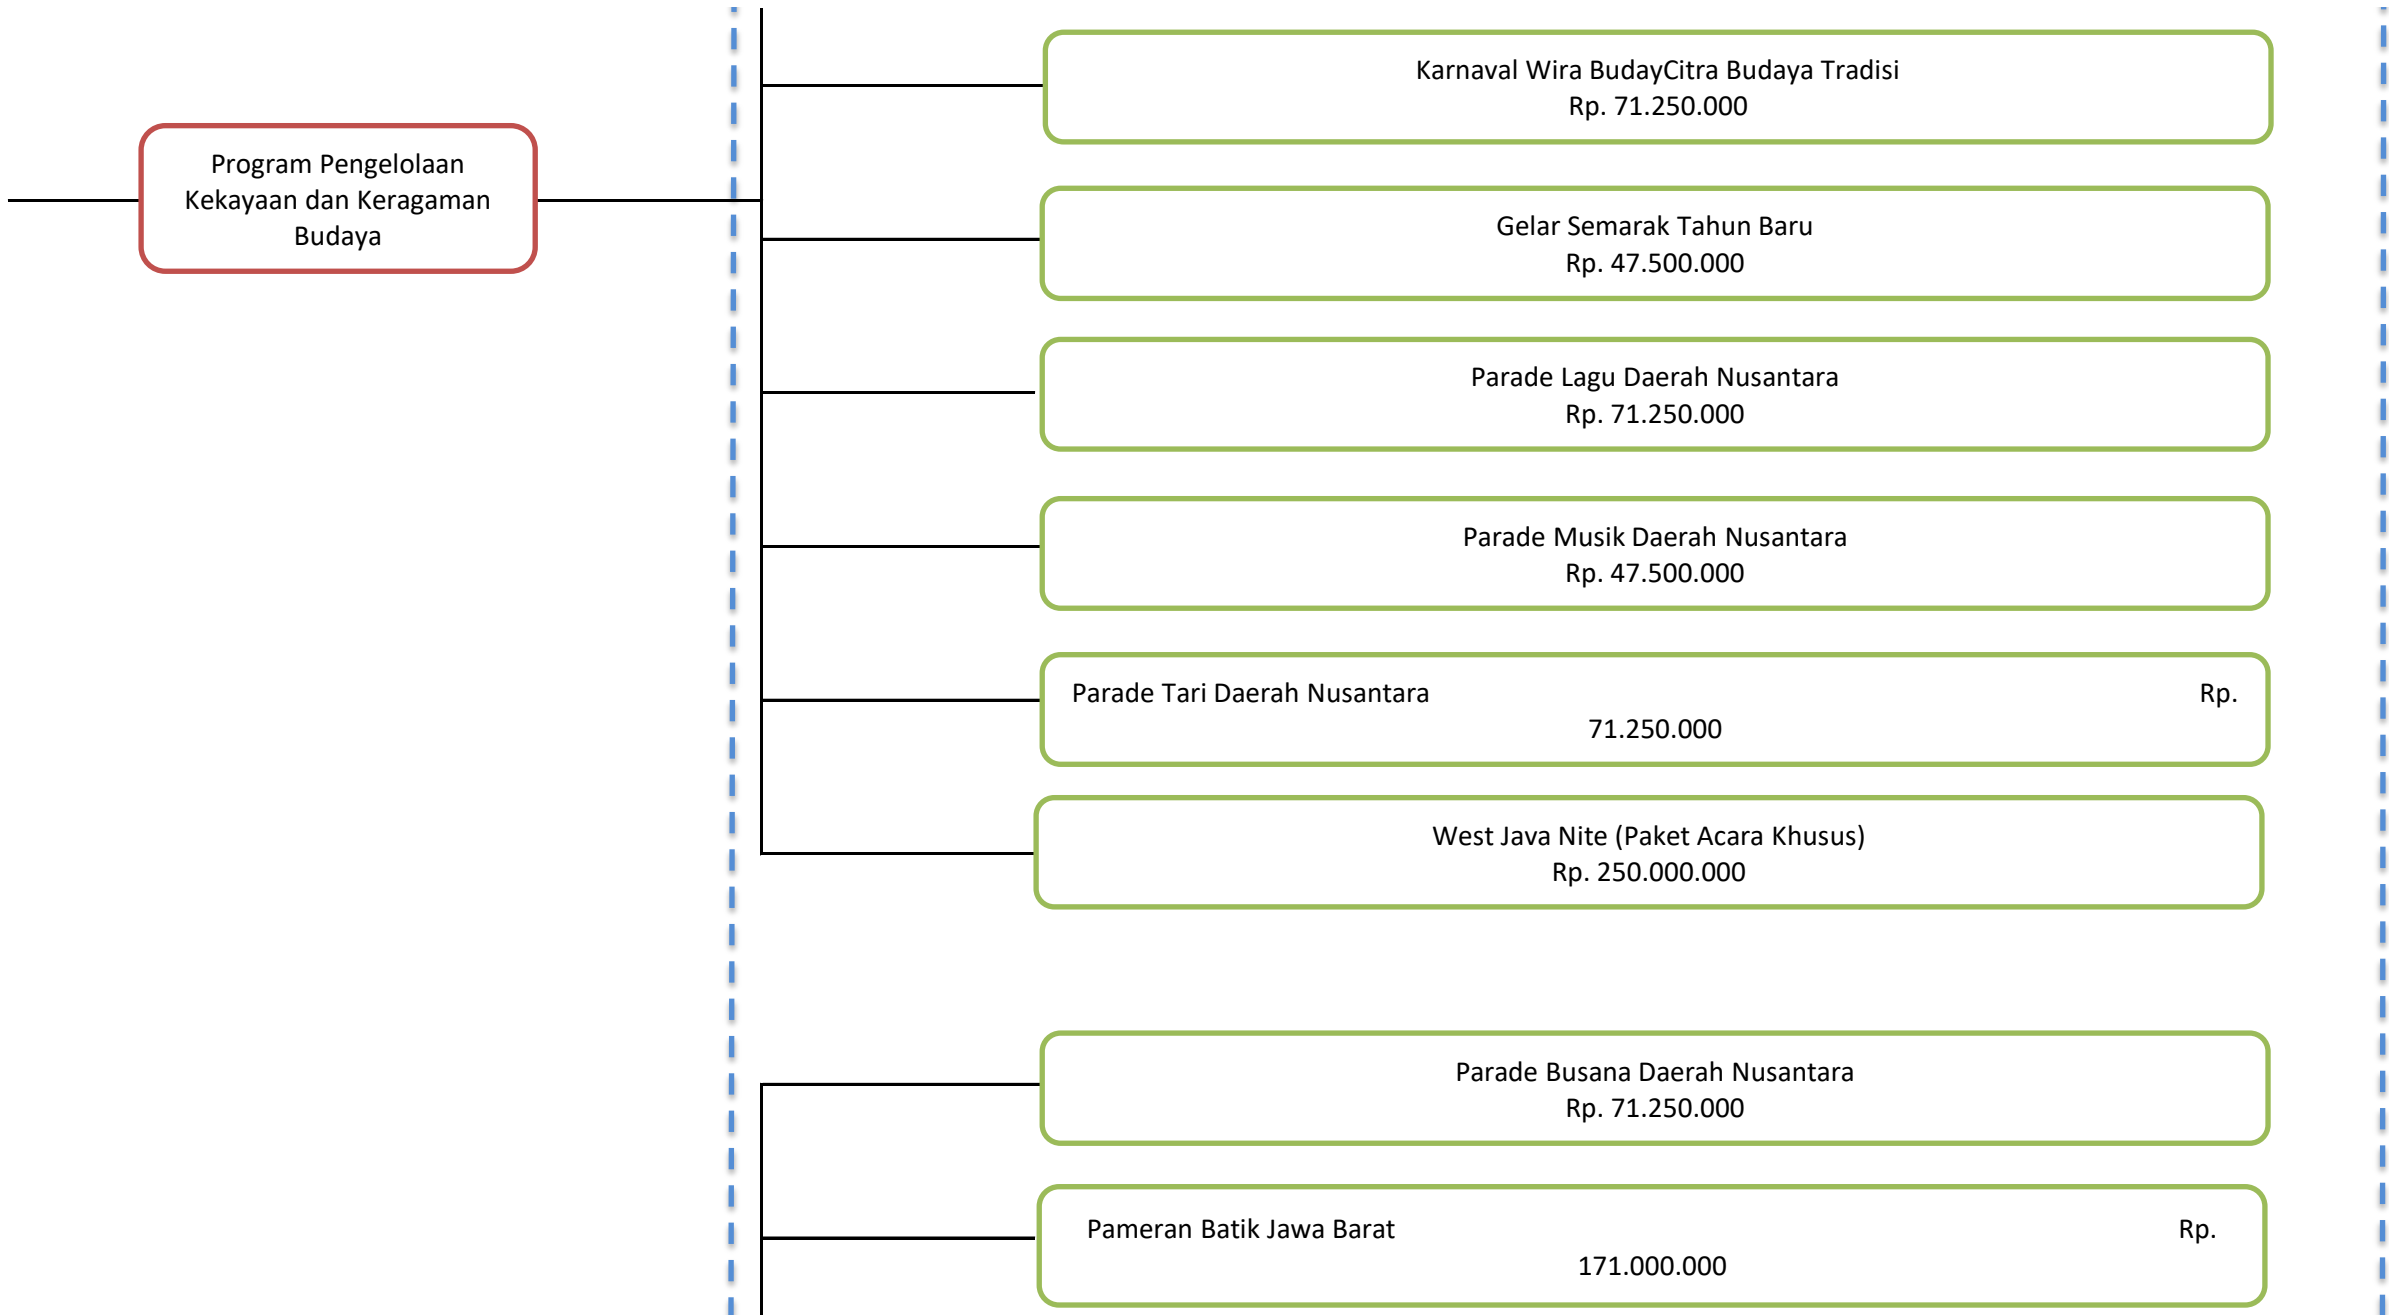 Karnaval Wira BudayCitra Budaya Tradisi
Rp. 71.250.000
Program Pengelolaan
Kekayaan dan Keragaman
Budaya
Gelar Semarak Tahun Baru
Rp. 47.500.000
Parade Lagu Daerah Nusantara
Rp. 71.250.000
Parade Musik Daerah Nusantara
Rp. 47.500.000
Parade Tari Daerah Nusantara Rp.
71.250.000
West Java Nite (Paket Acara Khusus)
Rp. 250.000.000
Parade Busana Daerah Nusantara
Rp. 71.250.000
Pameran Batik Jawa Barat Rp.
171.000.000